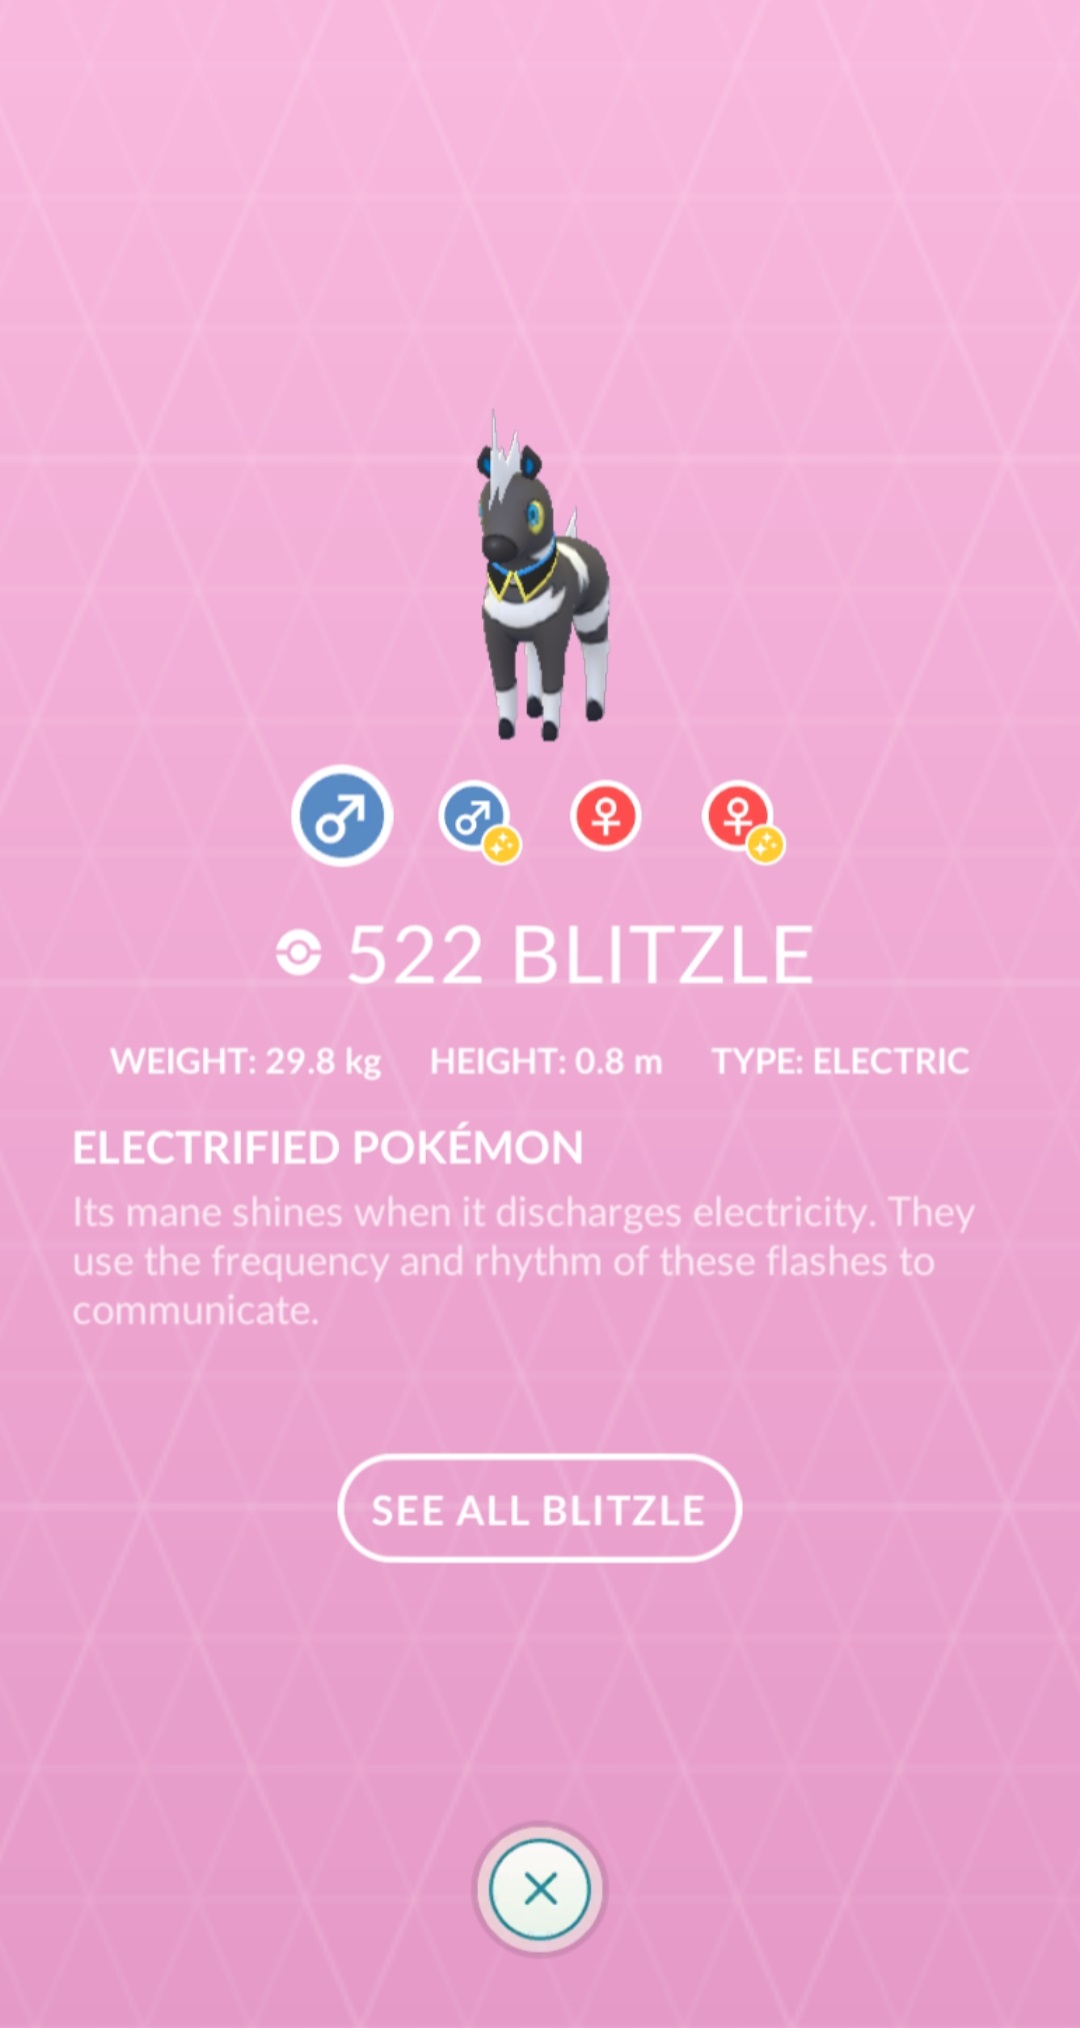 522 BLITZLE
WEIGHT: 29.8 kg HEIGHT: 0.8 m TYPE: ELECTRIC
ELECTRIFIED POKÉMON
Its mane shines when it discharges electricity. They
use the frequency and rhythm of these flashes to
communicate.
SEE ALL BLITZLE